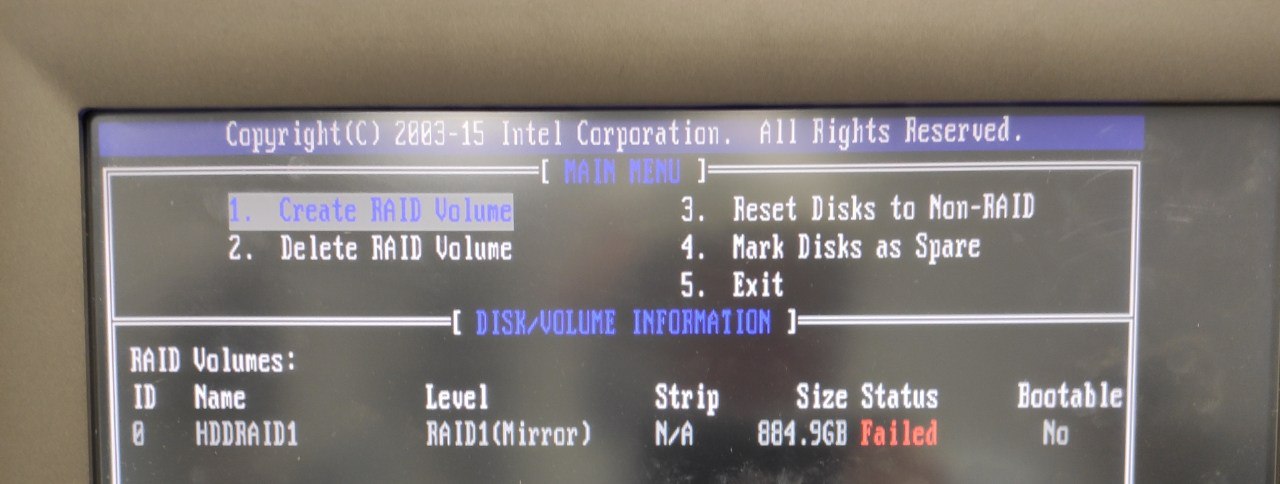 Copyright(C) 2003-15 Intel Corporation. All Rights Reserved.
[ MAIN MENU ]
1. Create RAID Volume 3. Reset Disks to Non-RAID
2. Delete RAID Volume 4. Mark Disks as Spare
5. Exit
[ DISK/VOLUME INFORMATION ]
RAID Volumes:
ID Name Level Strip Size Status Bootable
0 HDDRAID1 RAID1(Mirror) N/A 884.9GB Failed No